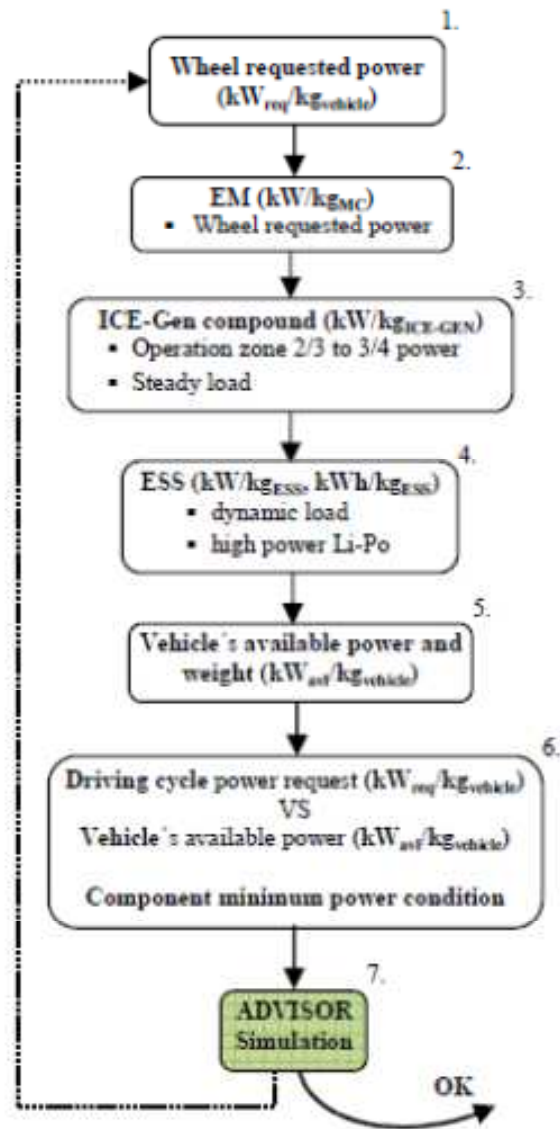 1.
Wheel requested power
(kWreq/kgvehicle)
2.
EM (kW/kgMC)
▪ Wheel requested power
3.
ICE-Gen compound (kW/kgICE-GEN)
▪ Operation zone 2/3 to 3/4 power
▪ Steady load
4.
ESS (kW/kgESS, kWh/kgESS)
▪ dynamic load
▪ high power Li-Po
5.
Vehicle´s available power and
weight (kWavl/kgvehicle)
6.
Driving cycle power request (kWreq/kgvehicle)
VS
Vehicle´s available power (kWavl/kgvehicle)
Component minimum power condition
7.
ADVISOR
Simulation
OK